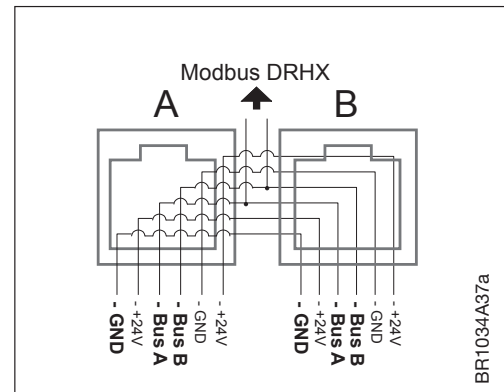 Modbus DRHX
A B
- GND
- +24V
- Bus A
- Bus B
- GND
- +24V
- GND
- +24V
- Bus A
- Bus B
- GND
- +24V
BR1034A37a